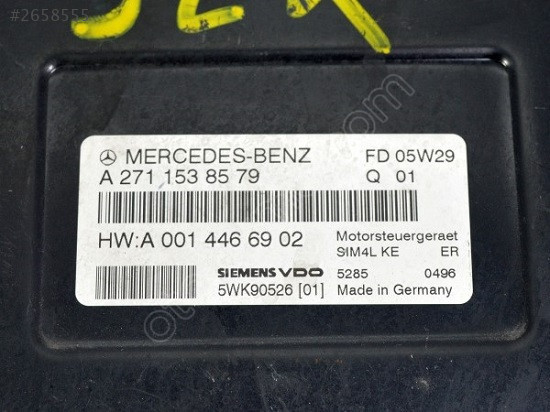 #2658555
MERCEDES-BENZ FD 05W29
A 271 153 85 79 Q 01
HW:A 001 446 69 02 Motorsteuergeraet
SIM4L KE ER
SIEMENS VDO 5285 0496
5WK90526 [01] Made in Germany